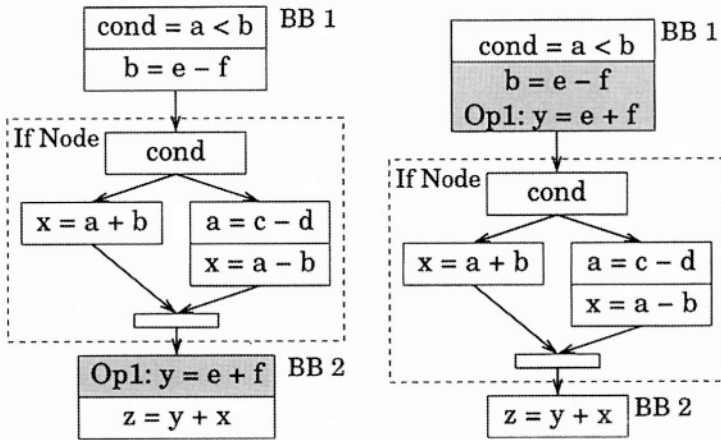 cond = a < b
BB 1
b = e – f
If Node
cond
x = a + b
a = c – d
x = a – b
Op1: y = e + f
BB 2
z = y + x
BB 1
cond = a < b
b = e – f
Op1: y = e + f
If Node
cond
x = a + b
a = c – d
x = a – b
z = y + x
BB 2